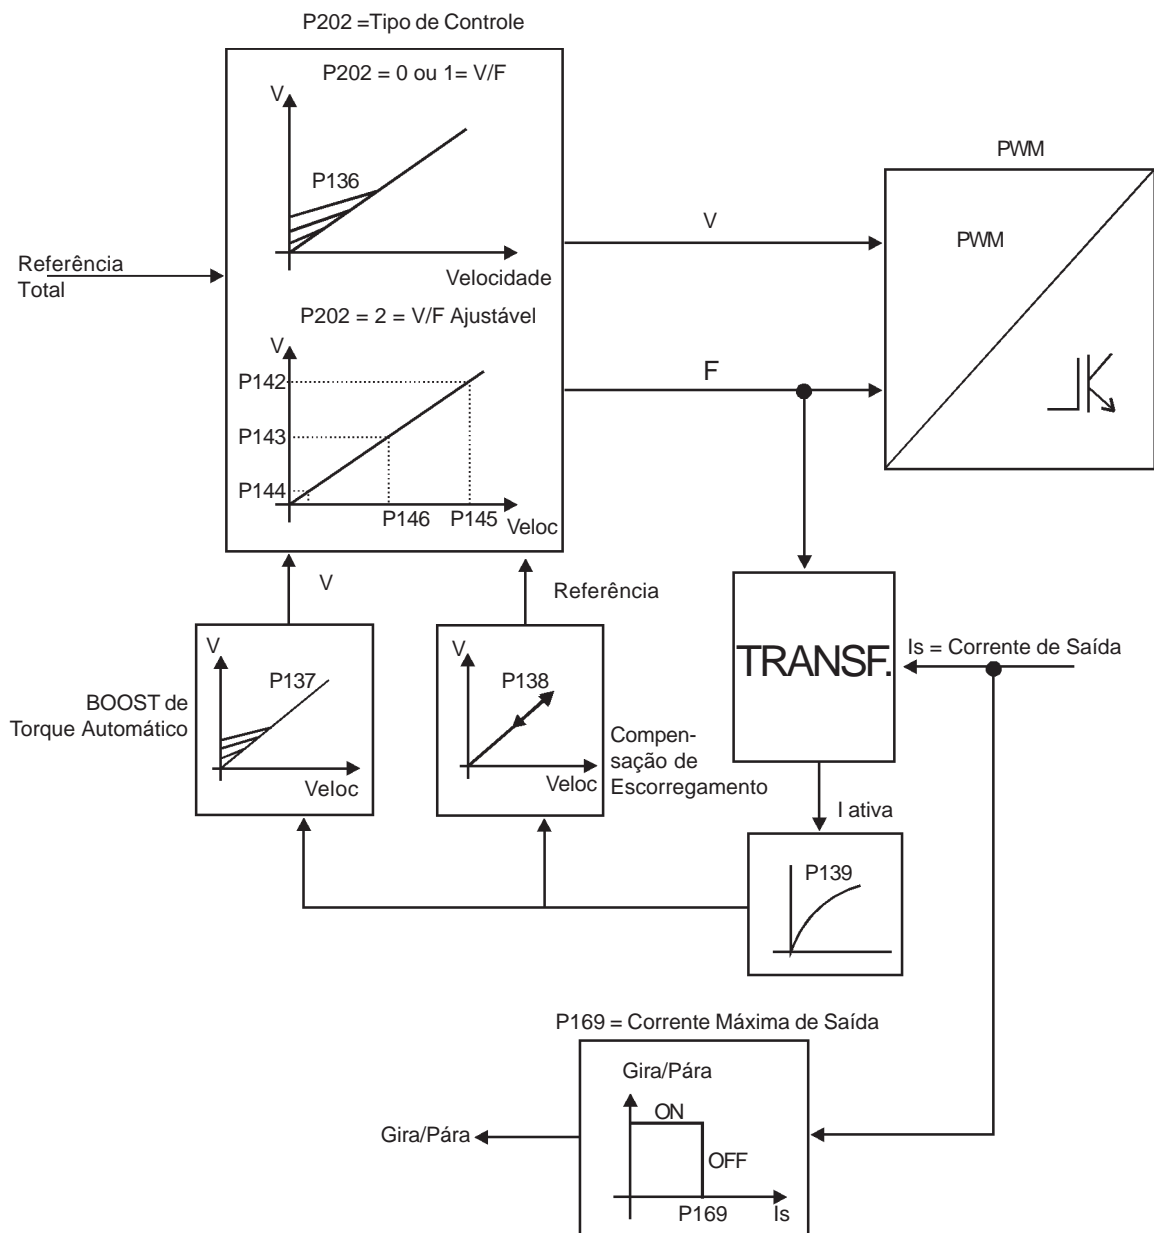 P202 =Tipo de Controle
P202 = 0 ou 1= V/F
V
P136
Velocidade
Referência
Total
P202 = 2 = V/F Ajustável
V
P142
P143
P144
P146
P145
Veloc
V
F
PWM
PWM
V
Referência
V
P137
Veloc
BOOST de
Torque Automático
V
P138
Veloc
Compen-
sação de
Escorregamento
TRANSF.
Is = Corrente de Saída
I ativa
P139
P169 = Corrente Máxima de Saída
Gira/Pára
ON
OFF
P169
Is
Gira/Pára